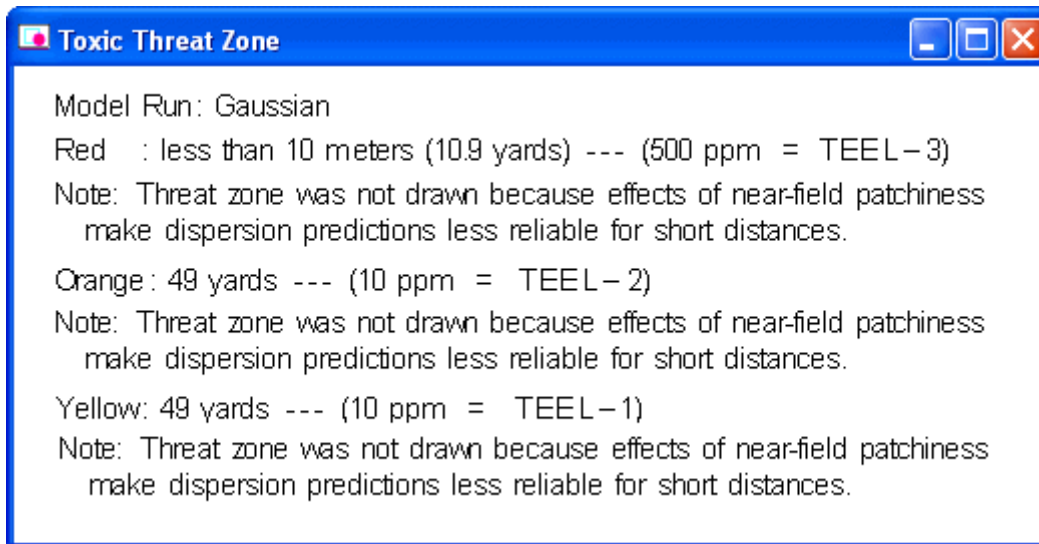 Toxic Threat Zone
Model Run: Gaussian
Red : less than 10 meters (10.9 yards) --- (500 ppm = TEEL-3)
Note: Threat zone was not drawn because effects of near-field patchiness
make dispersion predictions less reliable for short distances.
Orange: 49 yards --- (10 ppm = TEEL-2)
Note: Threat zone was not drawn because effects of near-field patchiness
make dispersion predictions less reliable for short distances.
Yellow: 49 yards --- (10 ppm = TEEL-1)
Note: Threat zone was not drawn because effects of near-field patchiness
make dispersion predictions less reliable for short distances.